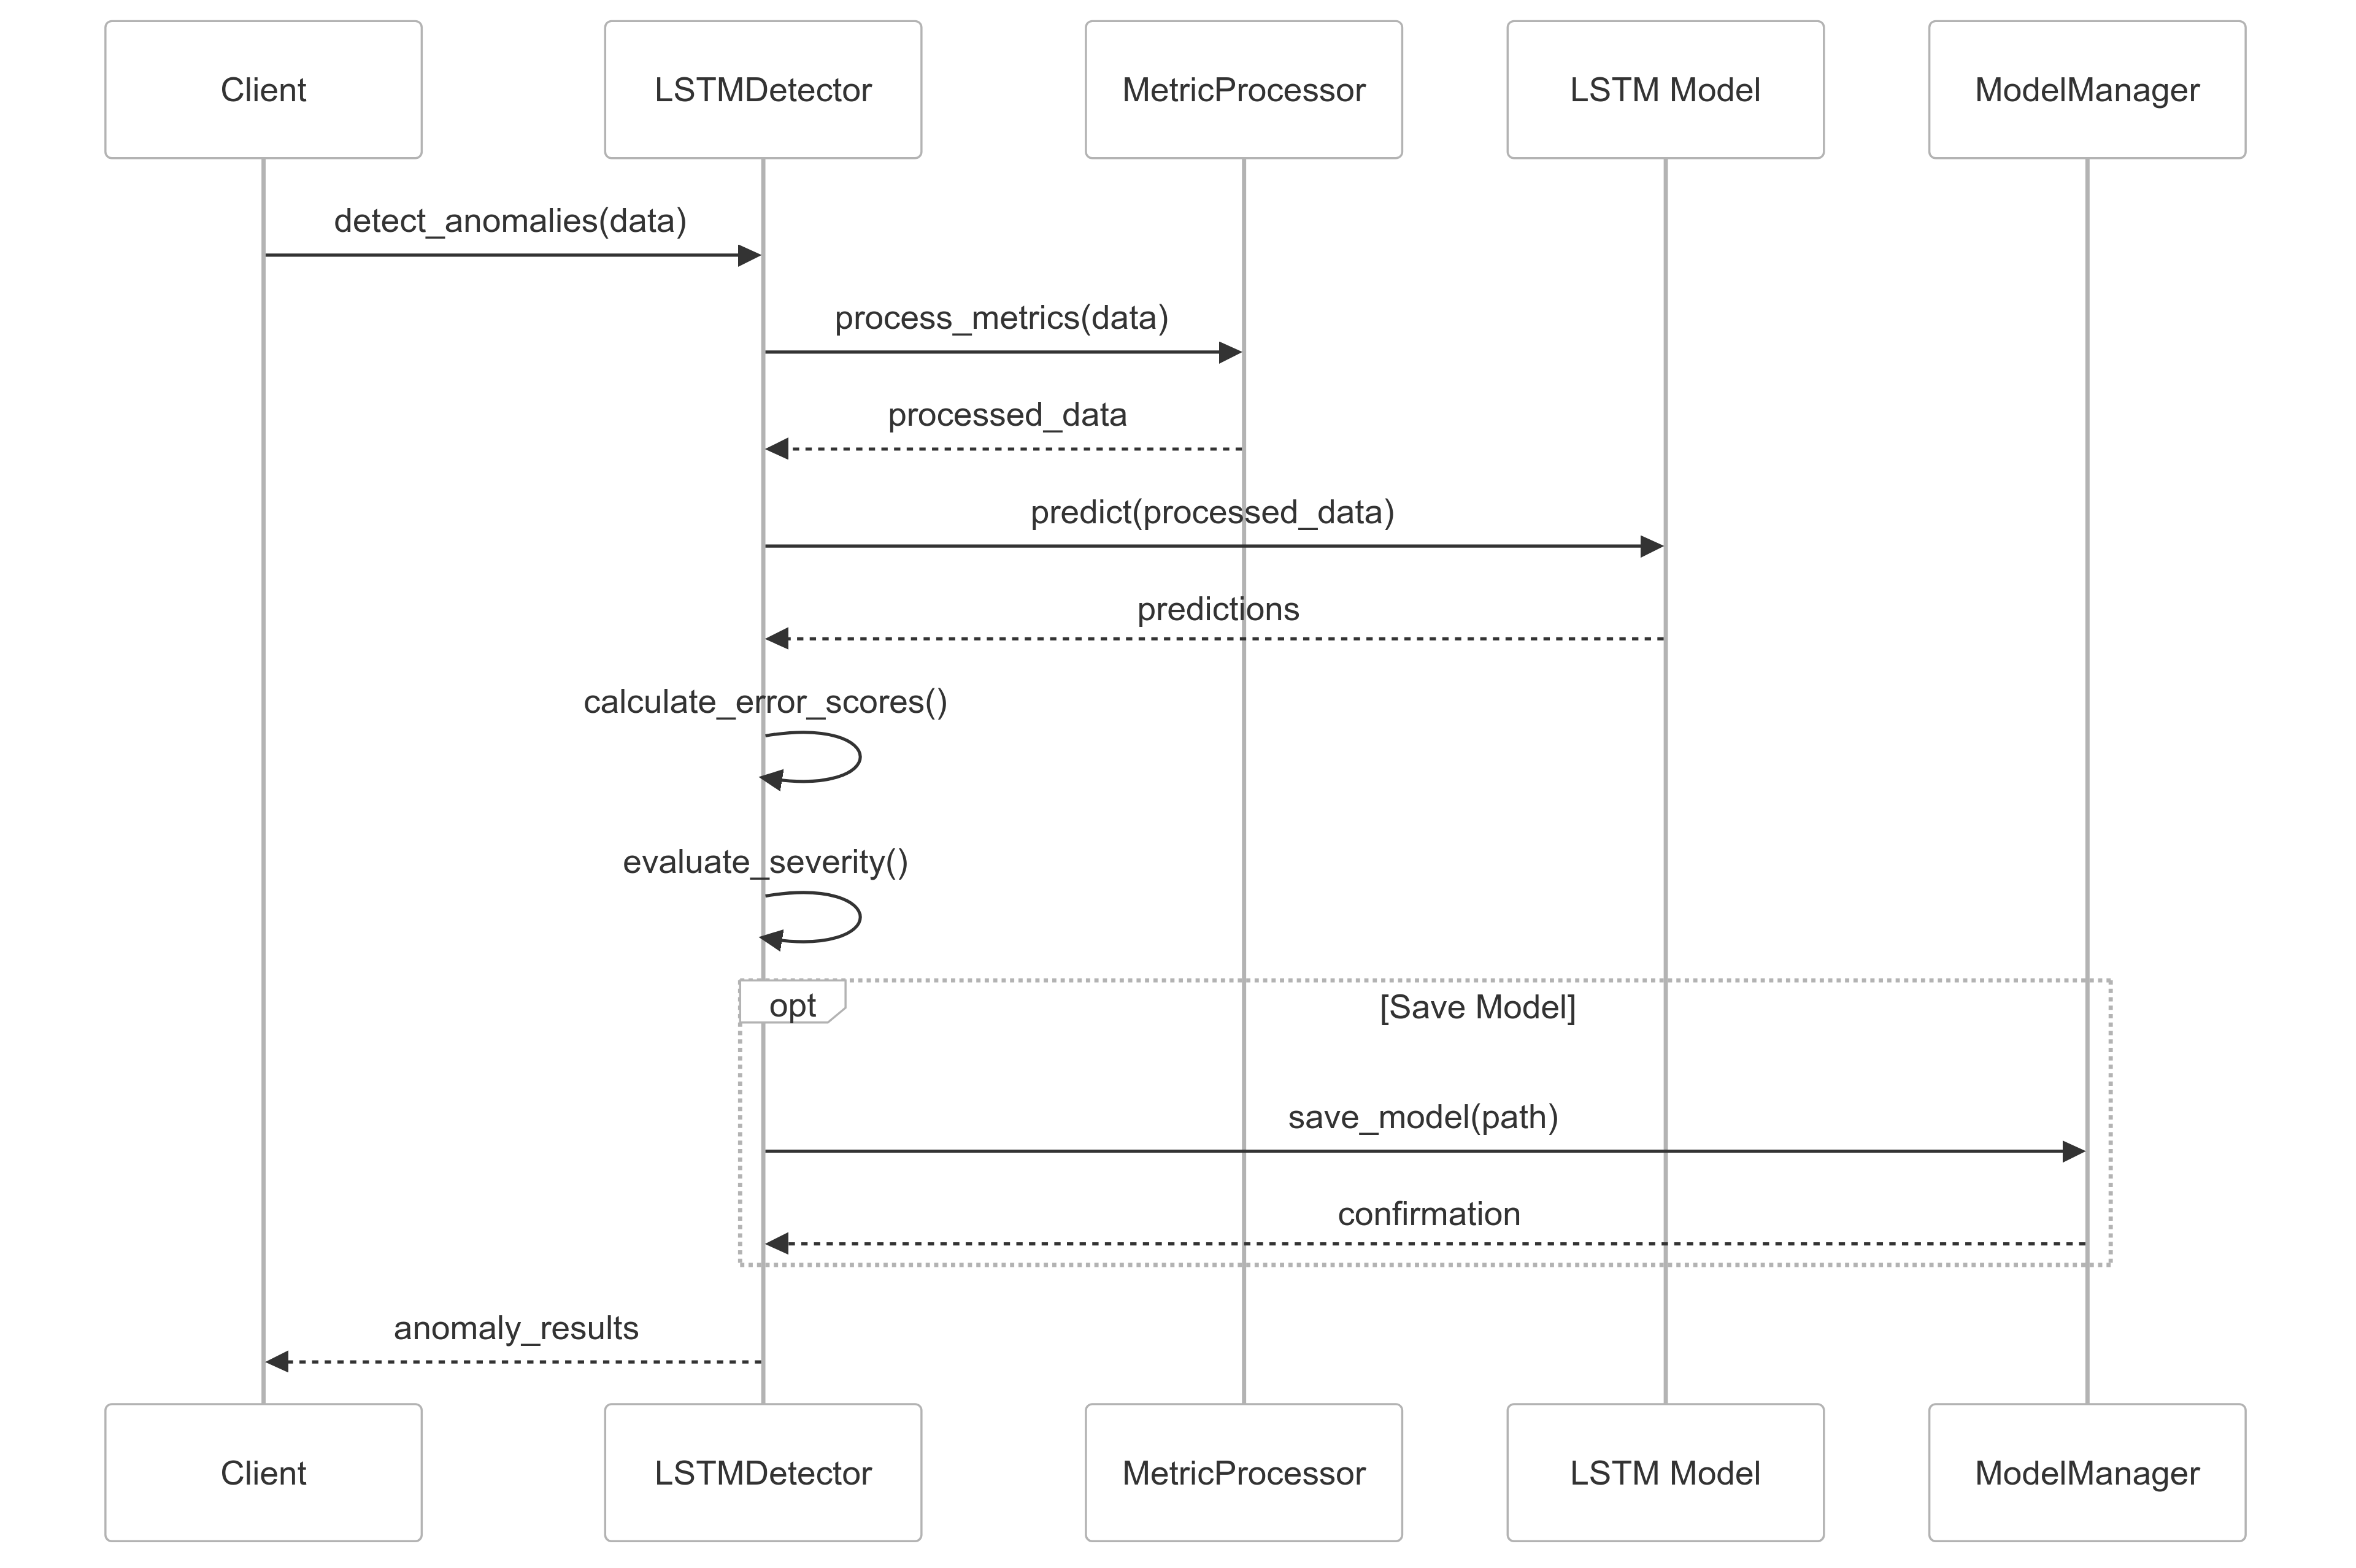 Client
LSTMDetector
MetricProcessor
LSTM Model
ModelManager
detect_anomalies(data)
process_metrics(data)
processed_data
predict(processed_data)
predictions
calculate_error_scores()
evaluate_severity()
opt
[Save Model]
save_model(path)
confirmation
anomaly_results
Client
LSTMDetector
MetricProcessor
LSTM Model
ModelManager